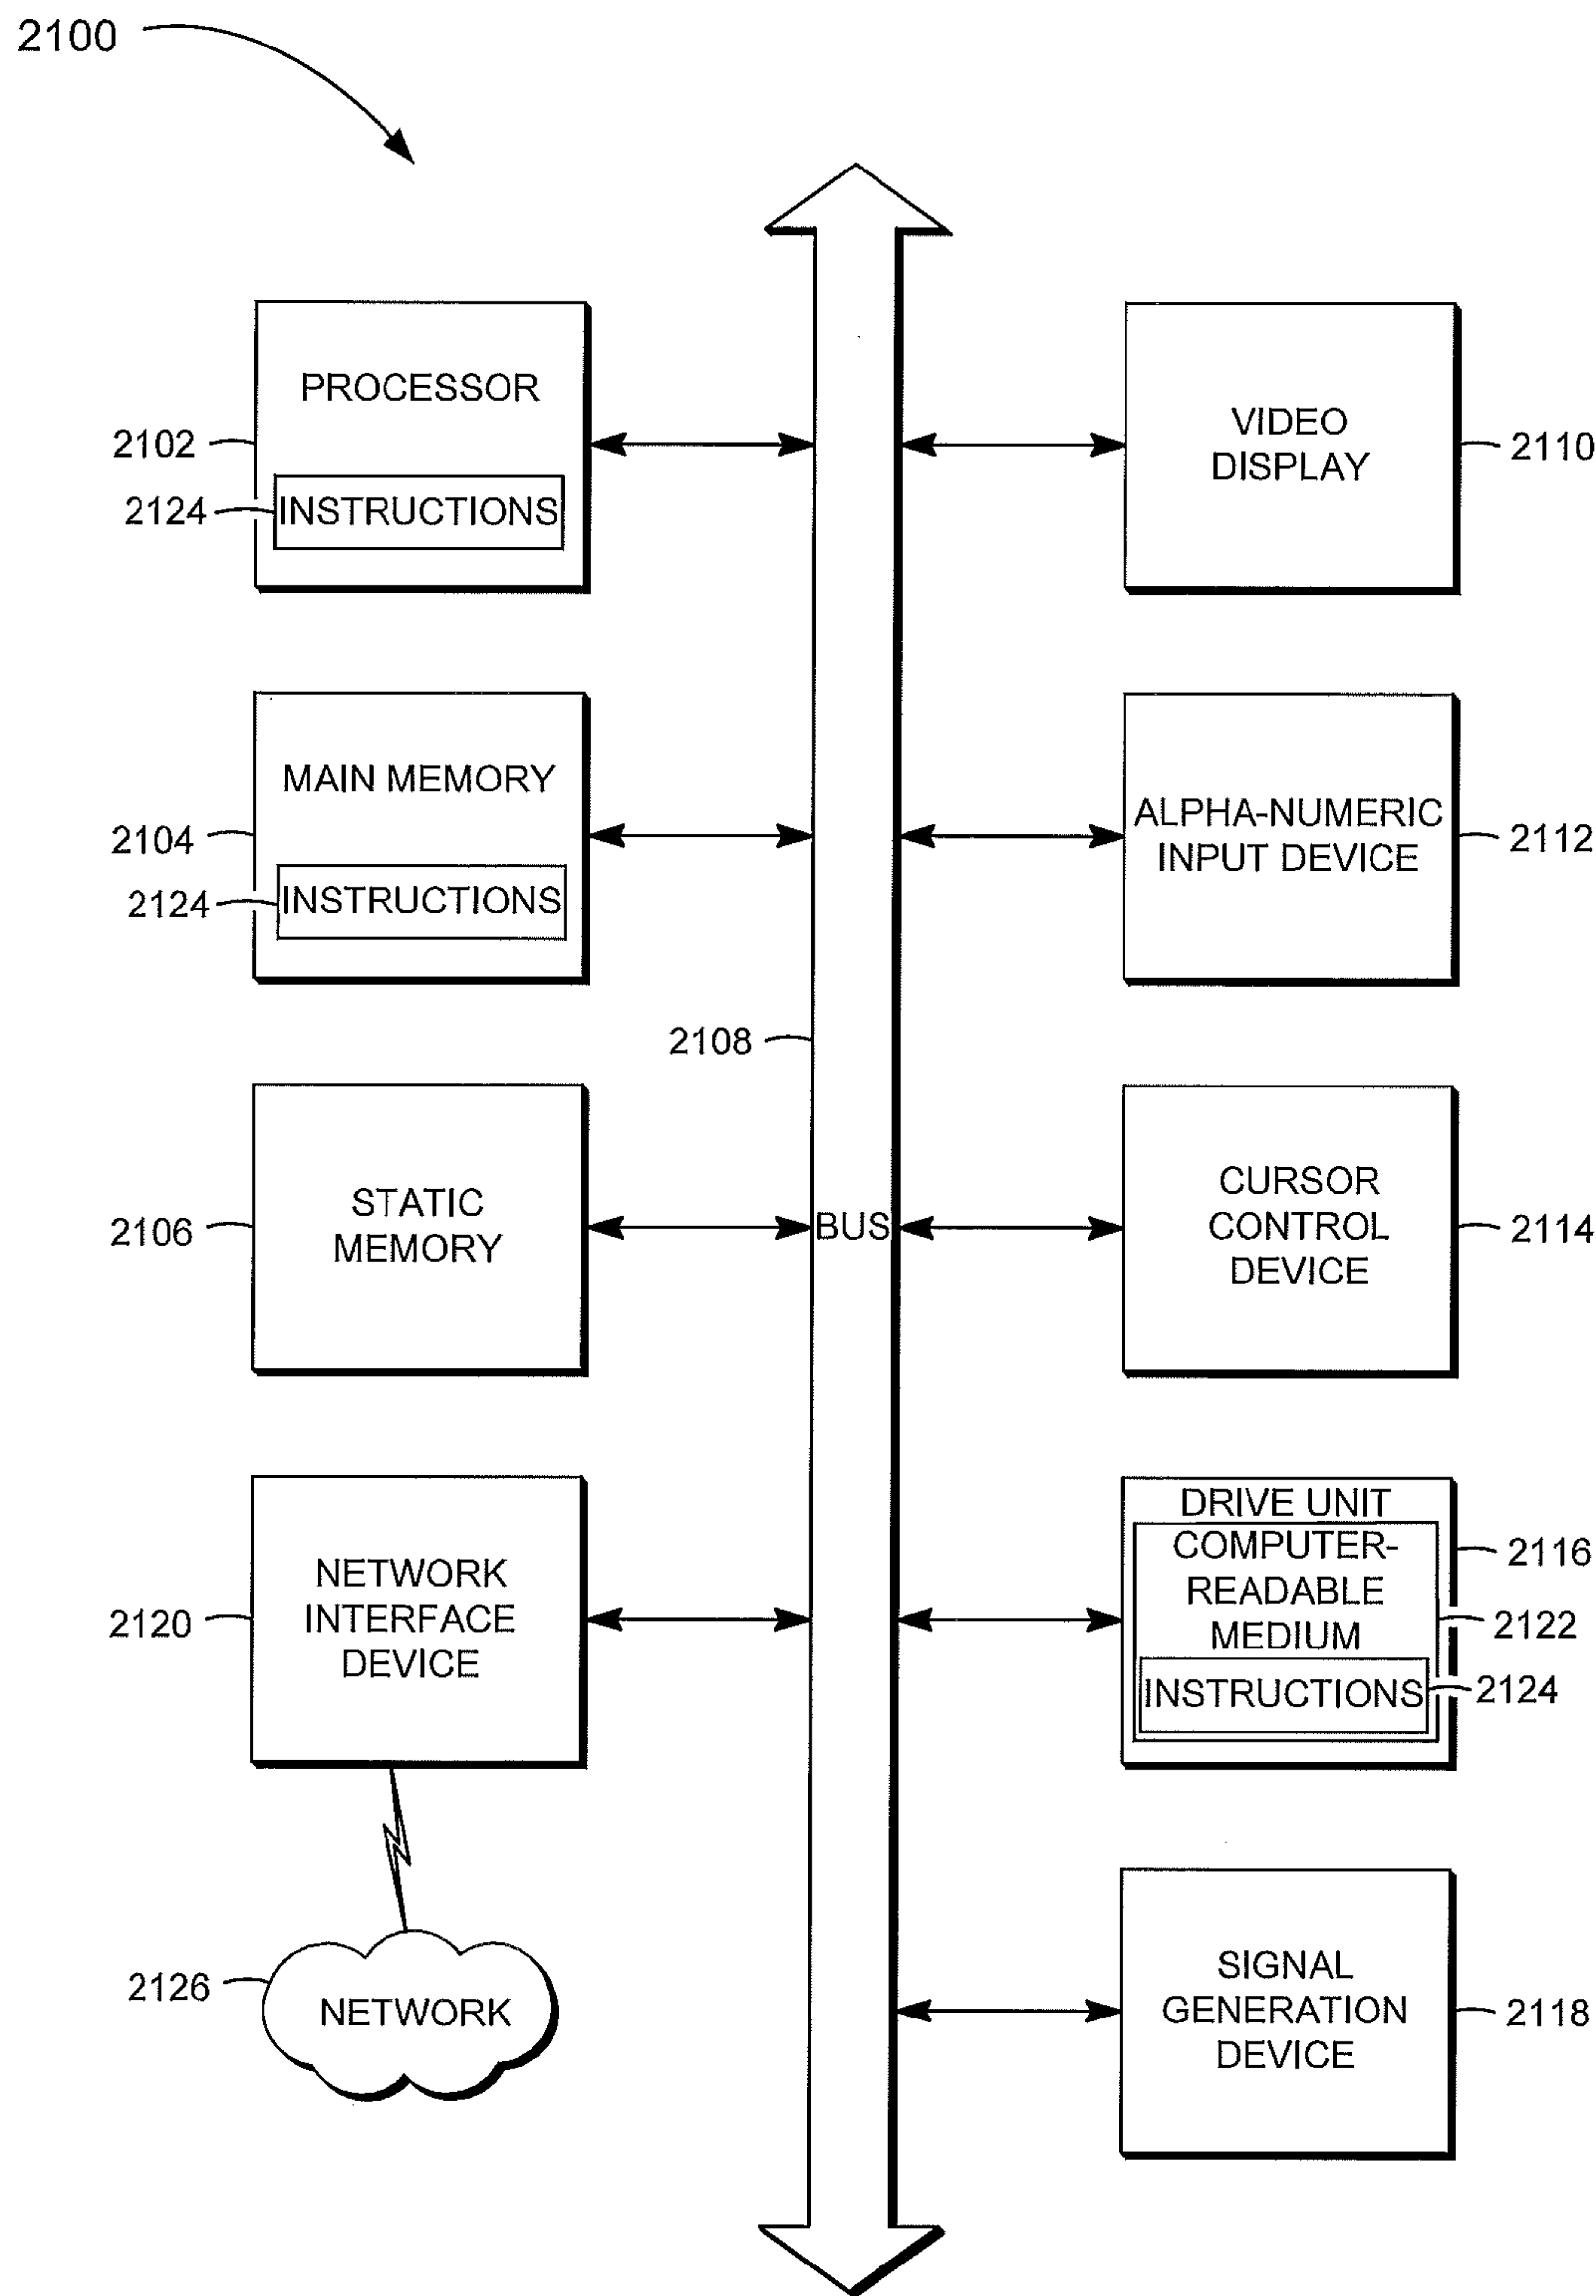 2100
PROCESSOR
2102
2124
INSTRUCTIONS
VIDEO
DISPLAY
2110
MAIN MEMORY
2104
2124
INSTRUCTIONS
ALPHA-NUMERIC
INPUT DEVICE
2112
2108
STATIC
MEMORY
2106
BUS
CURSOR
CONTROL
DEVICE
2114
NETWORK
INTERFACE
DEVICE
2120
DRIVE UNIT
COMPUTER-
READABLE
MEDIUM
INSTRUCTIONS
2116
2122
2124
2126
NETWORK
SIGNAL
GENERATION
DEVICE
2118